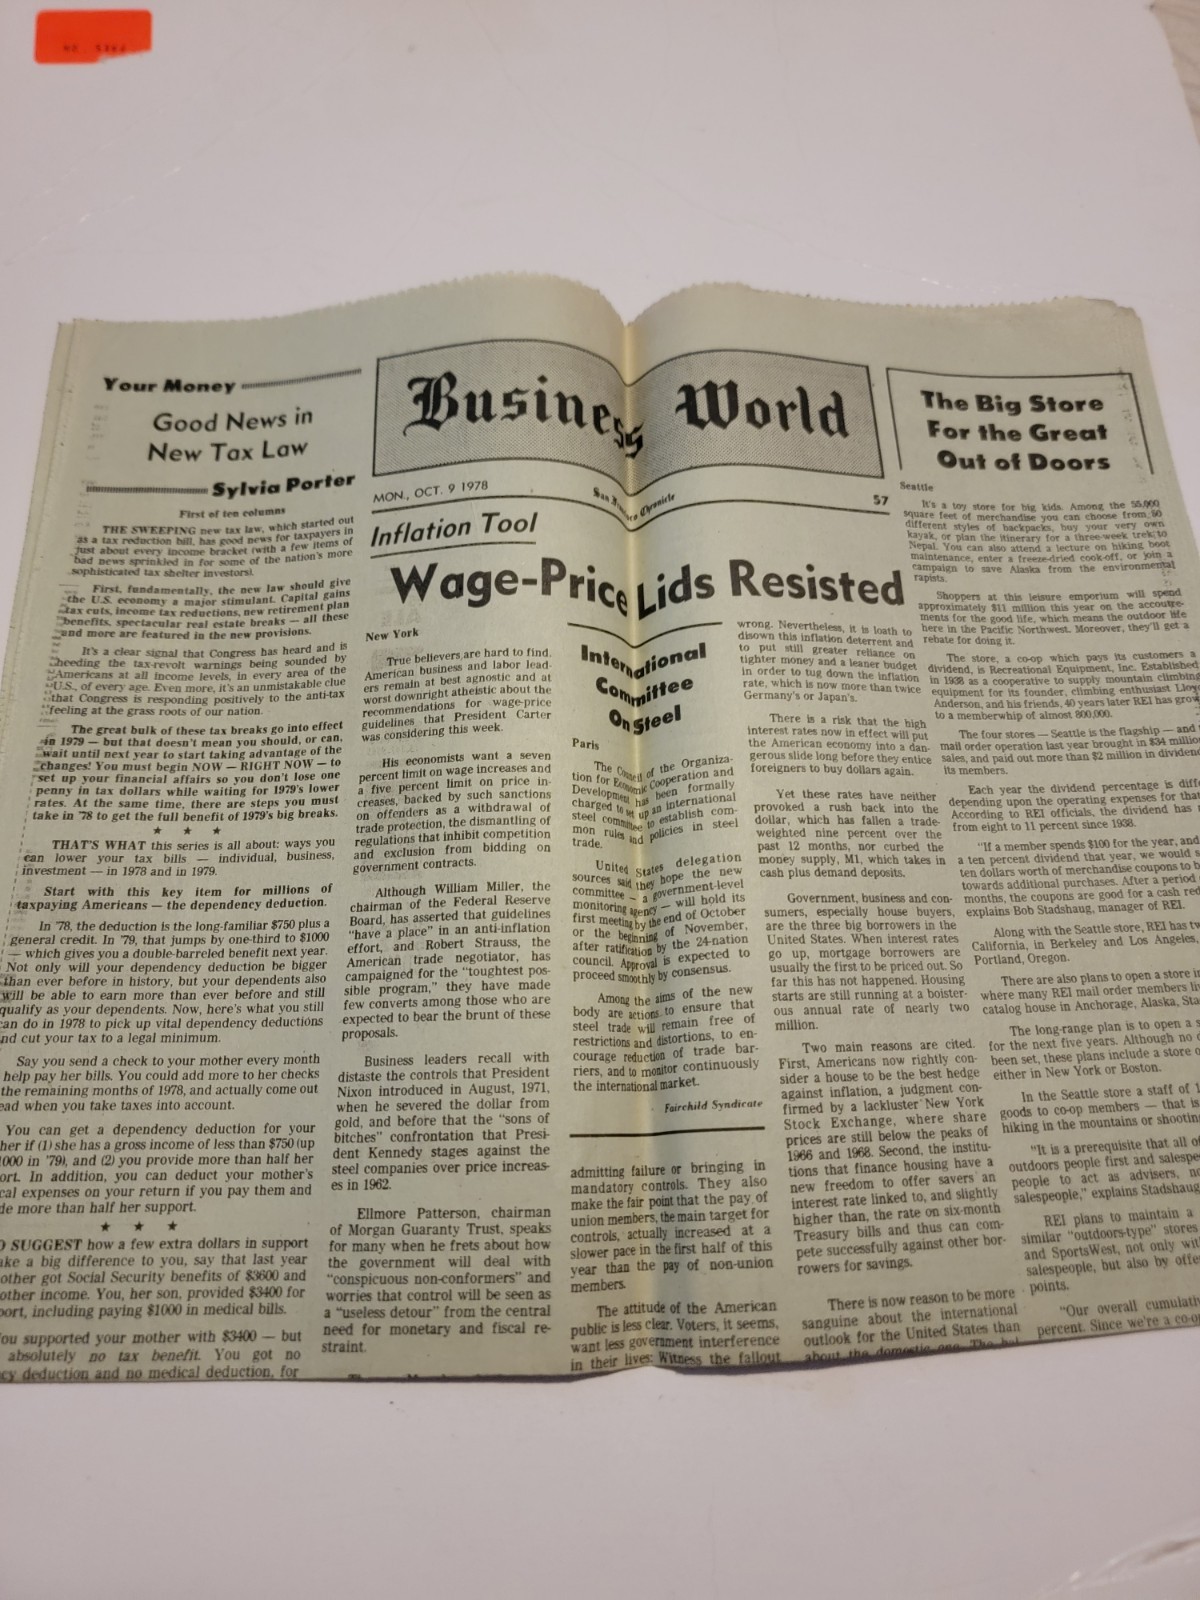 Your Money
Good News in
New Tax Law
Sylvia Porter
First of ten columns
THE SWEEPING new tax law, which started out
as a tax reduction bill, has good news for taxpayers in
just about every income bracket (with a few items of
bad news sprinkled in for some of the nation's more
sophisticated tax shelter investors).
First, fundamentally, the new law should give
the U.S. economy a major stimulant. Capital gains
tax cuts, income tax reductions, new retirement plan
benefits, spectacular real estate breaks — all these
and more are featured in the new provisions.
It's a clear signal that Congress has heard and is
heeding the tax-revolt warnings being sounded by
Americans at all income levels, in every area of the
U.S., of every age. Even more, it's an unmistakable clue
that Congress is responding positively to the anti-tax
feeling at the grass roots of our nation.
The great bulk of these tax breaks go into effect
in 1979 — but that doesn't mean you should, or can,
wait until next year to start taking advantage of the
changes! You must begin NOW — RIGHT NOW — to
set up your financial affairs so you don't lose one
penny in tax dollars while waiting for 1979's lower
rates. At the same time, there are steps you must
take in '78 to get the full benefit of 1979's big breaks.
★ ★ ★
THAT'S WHAT this series is all about: ways you
can lower your tax bills — individual, business,
investment — in 1978 and in 1979.
Start with this key item for millions of
taxpaying Americans — the dependency deduction.
In '78, the deduction is the long-familiar $750 plus a
general credit. In '79, that jumps by one-third to $1000
— which gives you a double-barreled benefit next year.
Not only will your dependency deduction be bigger
than ever before in history, but your dependents also
will be able to earn more than ever before and still
qualify as your dependents. Now, here's what you still
can do in 1978 to pick up vital dependency deductions
nd cut your tax to a legal minimum.
Say you send a check to your mother every month
help pay her bills. You could add more to her checks
the remaining months of 1978, and actually come out
ead when you take taxes into account.
You can get a dependency deduction for your
her if (1) she has a gross income of less than $750 (up
000 in '79), and (2) you provide more than half her
ort. In addition, you can deduct your mother's
cal expenses on your return if you pay them and
de more than half her support.
★ ★ ★
O SUGGEST how a few extra dollars in support
ake a big difference to you, say that last year
other got Social Security benefits of $3600 and
other income. You, her son, provided $3400 for
port, including paying $1000 in medical bills.
ou supported your mother with $3400 — but
absolutely no tax benefit. You got no
cy deduction and no medical deduction, for
Business World
MON., OCT. 9 1978
San Francisco Chronicle
57
Inflation Tool
Wage-Price Lids Resisted
New York
True believers are hard to find.
American business and labor lead-
ers remain at best agnostic and at
worst downright atheistic about the
recommendations for wage-price
guidelines that President Carter
was considering this week.
His economists want a seven
percent limit on wage increases and
a five percent limit on price in-
creases, backed by such sanctions
on offenders as a withdrawal of
trade protection, the dismantling of
regulations that inhibit competition
and exclusion from bidding on
government contracts.
Although William Miller, the
chairman of the Federal Reserve
Board, has asserted that guidelines
"have a place" in an anti-inflation
effort, and Robert Strauss, the
American trade negotiator, has
campaigned for the "toughest pos-
sible program," they have made
few converts among those who are
expected to bear the brunt of these
proposals.
Business leaders recall with
distaste the controls that President
Nixon introduced in August, 1971,
when he severed the dollar from
gold, and before that the "sons of
bitches" confrontation that Presi-
dent Kennedy stages against the
steel companies over price increas-
es in 1962.
Ellmore Patterson, chairman
of Morgan Guaranty Trust, speaks
for many when he frets about how
the government will deal with
"conspicuous non-conformers" and
worries that control will be seen as
a "useless detour" from the central
need for monetary and fiscal re-
straint.
International
Committee
On Steel
Paris
The Council of the Organiza-
tion for Economic Cooperation and
Development has been formally
charged to set up an international
steel committee to establish com-
mon rules and policies in steel
trade.
United States delegation
sources said they hope the new
committee — a government-level
monitoring agency — will hold its
first meeting by the end of October
or the beginning of November,
after ratification by the 24-nation
council. Approval is expected to
proceed smoothly by consensus.
Among the aims of the new
body are actions to ensure that
steel trade will remain free of
restrictions and distortions, to en-
courage reduction of trade bar-
riers, and to monitor continuously
the international market.
Fairchild Syndicate
admitting failure or bringing in
mandatory controls. They also
make the fair point that the pay of
union members, the main target for
controls, actually increased at a
slower pace in the first half of this
year than the pay of non-union
members.
The attitude of the American
public is less clear. Voters, it seems,
want less government interference
in their lives: Witness the fallout
wrong. Nevertheless, it is loath to
disown this inflation deterrent and
to put still greater reliance on
tighter money and a leaner budget
in order to tug down the inflation
rate, which is now more than twice
Germany's or Japan's.
There is a risk that the high
interest rates now in effect will put
the American economy into a dan-
gerous slide long before they entice
foreigners to buy dollars again.
Yet these rates have neither
provoked a rush back into the
dollar, which has fallen a trade-
weighted nine percent over the
past 12 months, nor curbed the
money supply, M1, which takes in
cash plus demand deposits.
Government, business and con-
sumers, especially house buyers,
are the three big borrowers in the
United States. When interest rates
go up, mortgage borrowers are
usually the first to be priced out. So
far this has not happened. Housing
starts are still running at a boister-
ous annual rate of nearly two
million.
Two main reasons are cited.
First, Americans now rightly con-
sider a house to be the best hedge
against inflation, a judgment con-
firmed by a lackluster New York
Stock Exchange, where share
prices are still below the peaks of
1966 and 1968. Second, the institu-
tions that finance housing have a
new freedom to offer savers an
interest rate linked to, and slightly
higher than, the rate on six-month
Treasury bills and thus can com-
pete successfully against other bor-
rowers for savings.
There is now reason to be more
sanguine about the international
outlook for the United States than
about the domestic one. The
The Big Store
For the Great
Out of Doors
Seattle
It's a toy store for big kids. Among the 55,000
square feet of merchandise you can choose from 50
different styles of backpacks, buy your very own
kayak, or plan the itinerary for a three-week trek to
Nepal. You can also attend a lecture on hiking boot
maintenance, enter a freeze-dried cook-off, or join a
campaign to save Alaska from the environmental
rapists.
Shoppers at this leisure emporium will spend
approximately $11 million this year on the accoutre-
ments for the good life, which means the outdoor life
here in the Pacific Northwest. Moreover, they'll get a
rebate for doing it.
The store, a co-op which pays its customers a
dividend, is Recreational Equipment, Inc. Established
in 1938 as a cooperative to supply mountain climbing
equipment for its founder, climbing enthusiast Lloy
Anderson, and his friends, 40 years later REI has grow
to a memberwhip of almost 800,000.
The four stores — Seattle is the flagship — and
mail order operation last year brought in $34 millio
sales, and paid out more than $2 million in dividend
its members.
Each year the dividend percentage is diffe
depending upon the operating expenses for that
According to REI officials, the dividend has
from eight to 11 percent since 1938.
"If a member spends $100 for the year, and
a ten percent dividend that year, we would s
ten dollars worth of merchandise coupons to b
towards additional purchases. After a period
months, the coupons are good for a cash red
explains Bob Stadshaug, manager of REI.
Along with the Seattle store, REI has tw
California, in Berkeley and Los Angeles,
Portland, Oregon.
There are also plans to open a store in
where many REI mail order members liv
catalog house in Anchorage, Alaska, Sta
The long-range plan is to open a s
for the next five years. Although no d
been set, these plans include a store o
either in New York or Boston.
In the Seattle store a staff of 1
goods to co-op members — that is
hiking in the mountains or shootin
"It is a prerequisite that all of
outdoors people first and salespe
people to act as advisers, no
salespeople," explains Stadshaug
REI plans to maintain a
similar "outdoors-type" stores
and SportsWest, not only wit
salespeople, but also by offe
points.
"Our overall cumulati
percent. Since we're a co-op